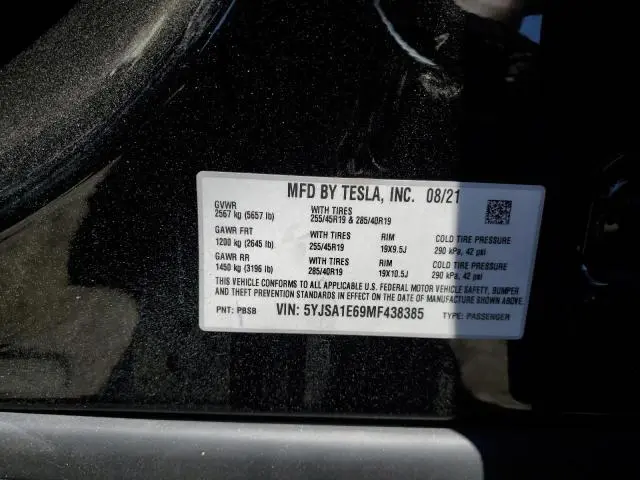 MFD BY TESLA, INC. 08/21
GVWR
2567 kg (5657 lb)
WITH TIRES
255/45R19 & 285/40R19
GAWR FRT
1200 kg (2645 lb)
WITH TIRES
255/45R19
RIM
19X9.5J
COLD TIRE PRESSURE
290 kPa, 42 psi
GAWR RR
1450 kg (3196 lb)
WITH TIRES
285/40R19
RIM
19X10.5J
COLD TIRE PRESSURE
290 kPa, 42 psi
THIS VEHICLE CONFORMS TO ALL APPLICABLE U.S. FEDERAL MOTOR VEHICLE SAFETY, BUMPER
AND THEFT PREVENTION STANDARDS IN EFFECT ON THE DATE OF MANUFACTURE SHOWN ABOVE.
PNT: PBSB VIN: 5YJSA1E69MF438385 TYPE: PASSENGER